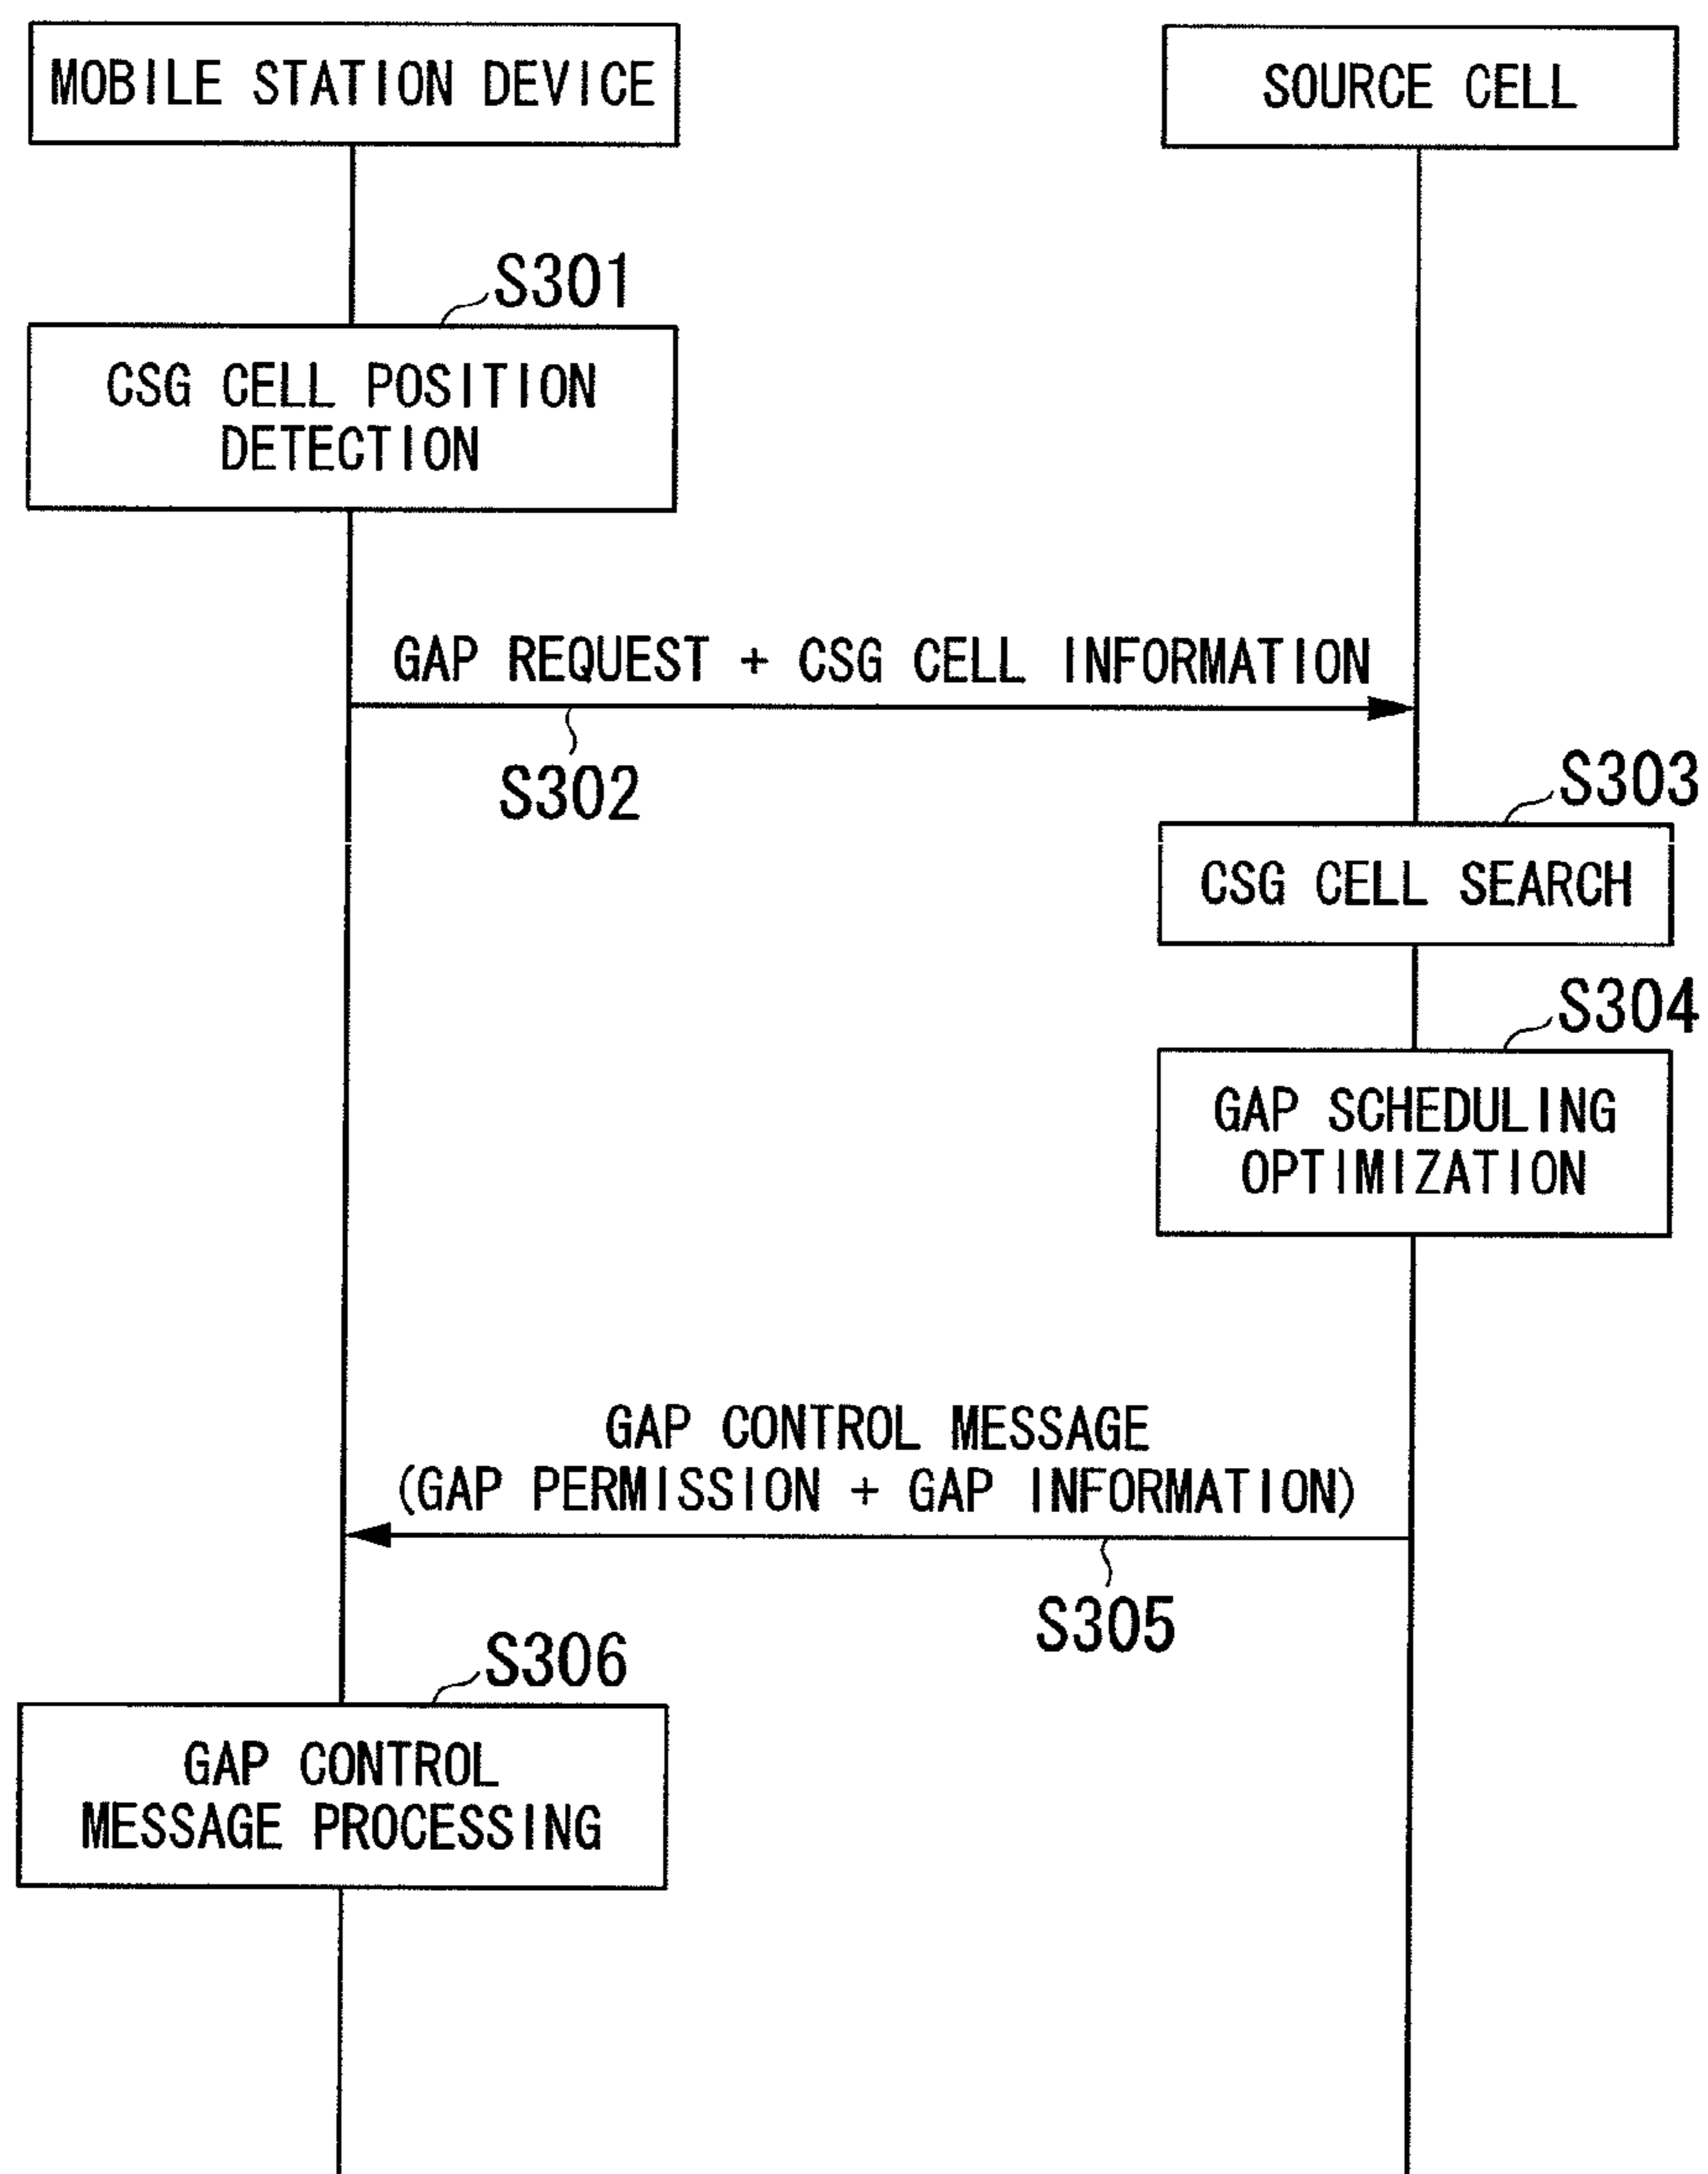 MOBILE STATION DEVICE
SOURCE CELL
S301
CSG CELL POSITION
DETECTION
GAP REQUEST + CSG CELL INFORMATION
S302
S303
CSG CELL SEARCH
S304
GAP SCHEDULING
OPTIMIZATION
GAP CONTROL MESSAGE
(GAP PERMISSION + GAP INFORMATION)
S305
S306
GAP CONTROL
MESSAGE PROCESSING